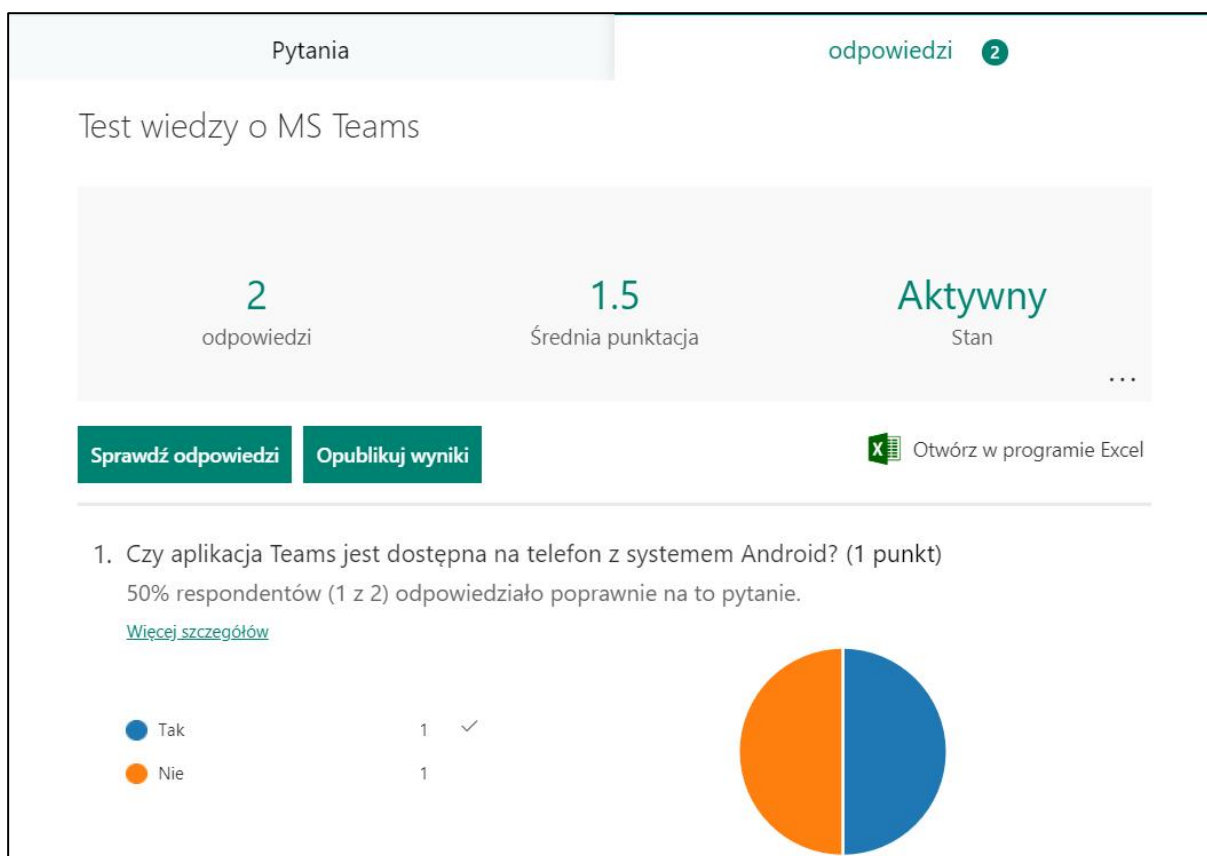 Pytania
odpowiedzi 2
Test wiedzy o MS Teams
2
odpowiedzi
1.5
Średnia punktacja
Aktywny
Stan
...
Sprawdź odpowiedzi
Opublikuj wyniki
Otwórz w programie Excel
1. Czy aplikacja Teams jest dostępna na telefon z systemem Android? (1 punkt)
50% respondentów (1 z 2) odpowiedziało poprawnie na to pytanie.
Więcej szczegółów
Tak 1
Nie 1